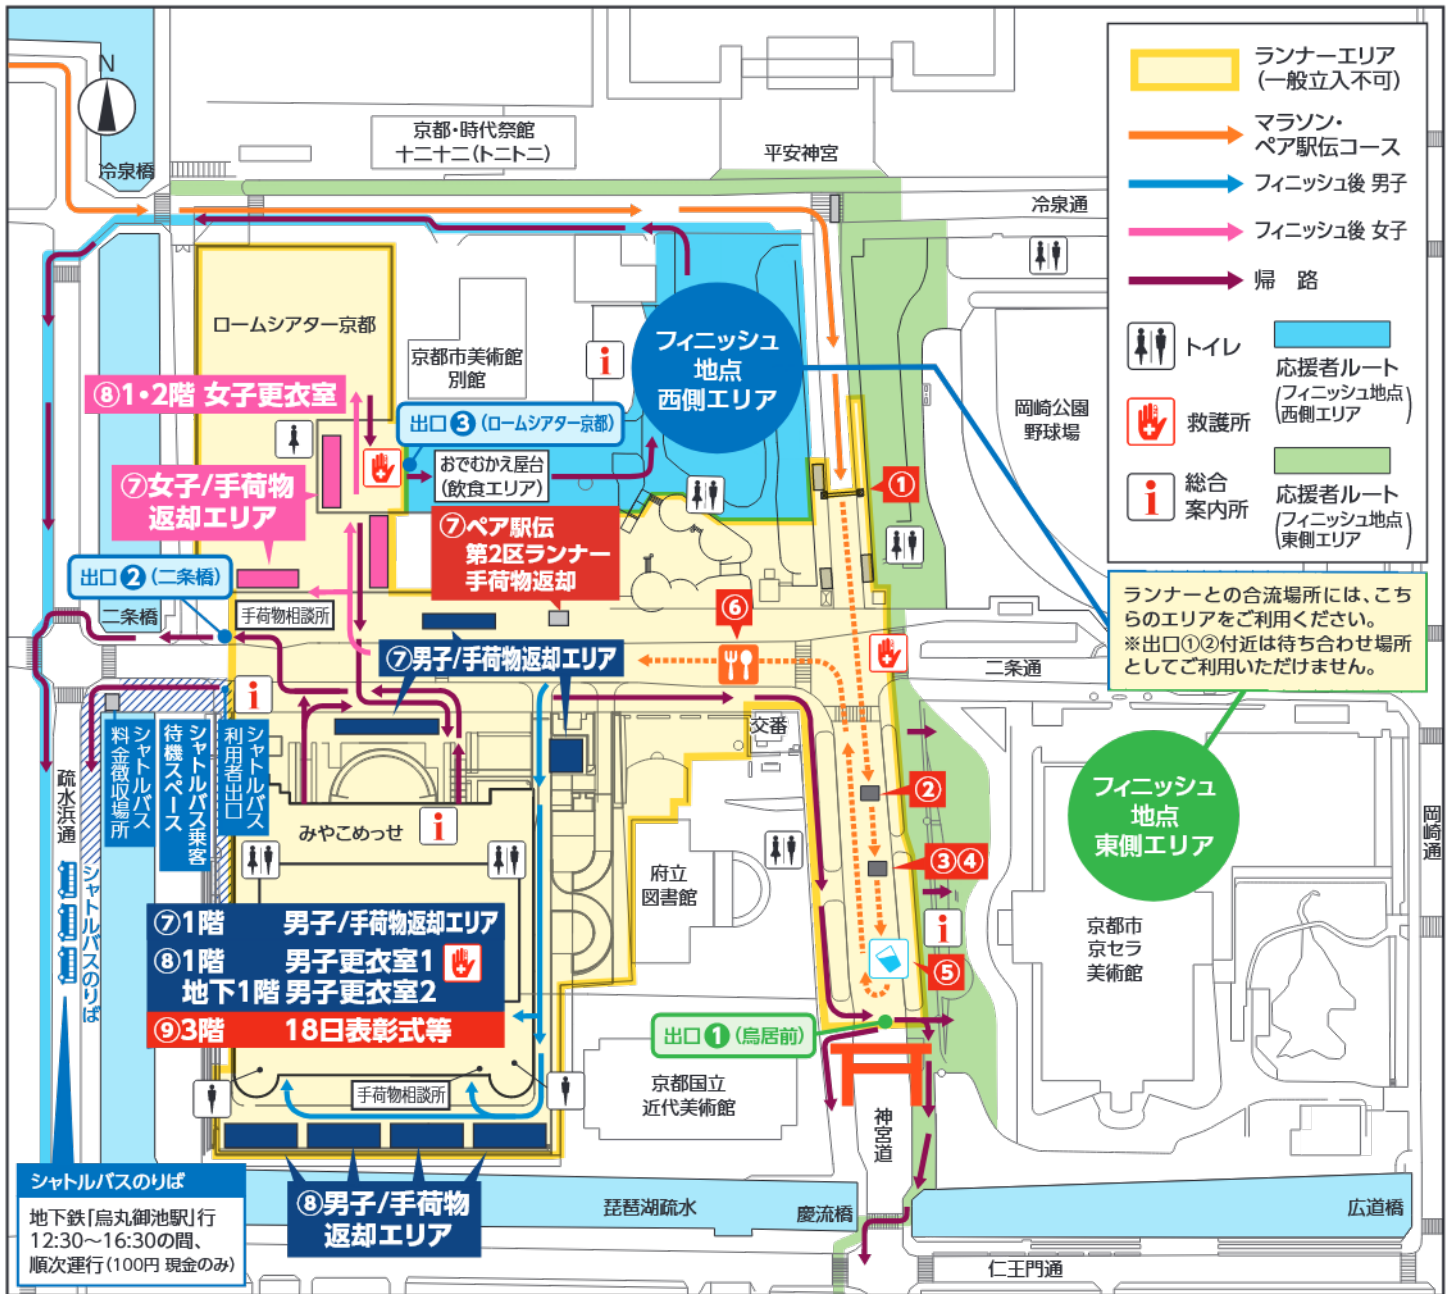 N
冷泉橋
京都・時代祭館
十二十二(トニトニ)
平安神宮
冷泉通
ランナーエリア
(一般立入不可)
マラソン・
ペア駅伝コース
フィニッシュ後 男子
フィニッシュ後 女子
帰 路
トイレ
救護所
総合
案内所
応援者ルート
(フィニッシュ地点
西側エリア)
応援者ルート
(フィニッシュ地点
東側エリア)
ランナーとの合流場所には、こち
らのエリアをご利用ください。
※出口①②付近は待ち合わせ場所
としてご利用いただけません。
ロームシアター京都
京都市美術館
別館
フィニッシュ
地点
西側エリア
岡崎公園
野球場
⑧1・2階 女子更衣室
出口❸(ロームシアター京都)
おでむかえ屋台
(飲食エリア)
①
⑦女子/手荷物
返却エリア
⑦ペア駅伝
第2区ランナー
手荷物返却
出口❷(二条橋)
二条橋
手荷物相談所
⑥
⑦男子/手荷物返却エリア
二条通
交番
シャトルバス
料金徴収場所
シャトルバス乗客
待機スペース
シャトルバス
利用者出口
疏水浜通
シャトルバスのりば
みやこめっせ
②
③④
⑤
フィニッシュ
地点
東側エリア
岡崎通
府立
図書館
京都市
京セラ
美術館
⑦1階 男子/手荷物返却エリア
⑧1階 男子更衣室1
地下1階 男子更衣室2
⑨3階 18日表彰式等
出口❶(鳥居前)
手荷物相談所
京都国立
近代美術館
神宮道
シャトルバスのりば
地下鉄「烏丸御池駅」行
12:30〜16:30の間、
順次運行(100円 現金のみ)
⑧男子/手荷物
返却エリア
琵琶湖疏水
慶流橋
広道橋
仁王門通